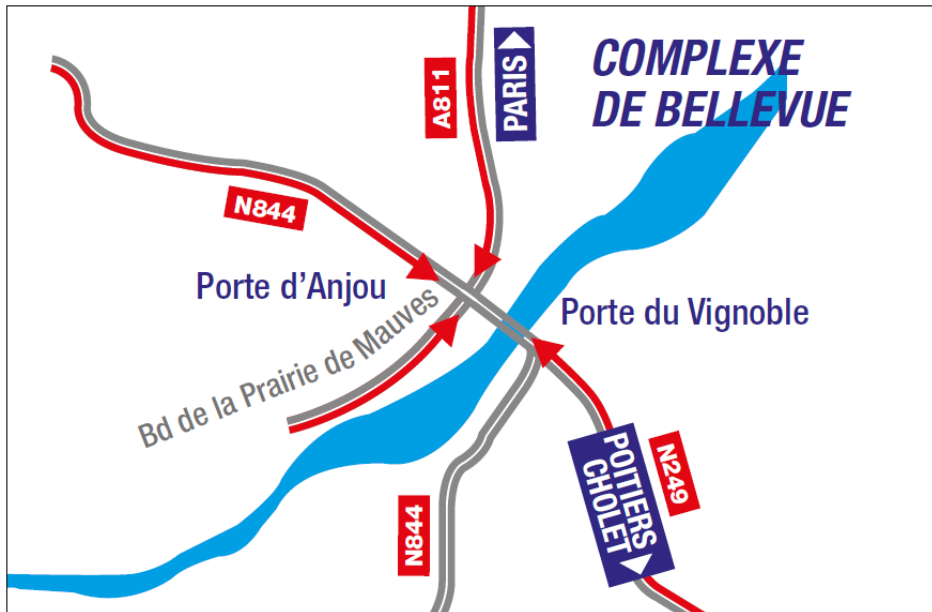 COMPLEXE
DE BELLEVUE
A811
PARIS
N844
Porte d’Anjou
Porte du Vignoble
Bd de la Prairie de Mauves
POITIERS
CHOLET
N249
N844